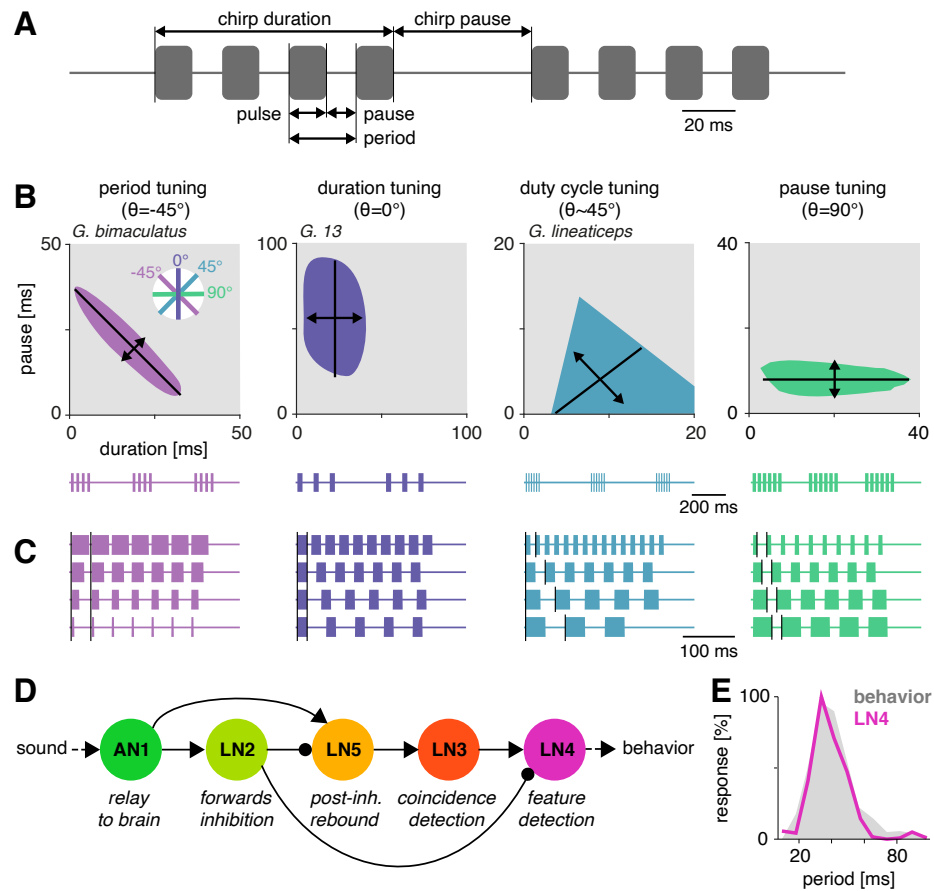 A
chirp duration
chirp pause
pulse
pause
period
20 ms
B
period tuning
(θ=-45°)
duration tuning
(θ=0°)
duty cycle tuning
(θ~45°)
pause tuning
(θ=90°)
G. bimaculatus
G. 13
G. lineaticeps
50
0
pause [ms]
-45°
0°
45°
90°
0
50
duration [ms]
100
0
0
100
20
0
0
20
40
0
0
40
200 ms
C
100 ms
D
sound
AN1
LN2
LN5
LN3
LN4
behavior
relay
to brain
forwards
inhibition
post-inh.
rebound
coincidence
detection
feature
detection
E
behavior
LN4
100
0
response [%]
20
80
period [ms]